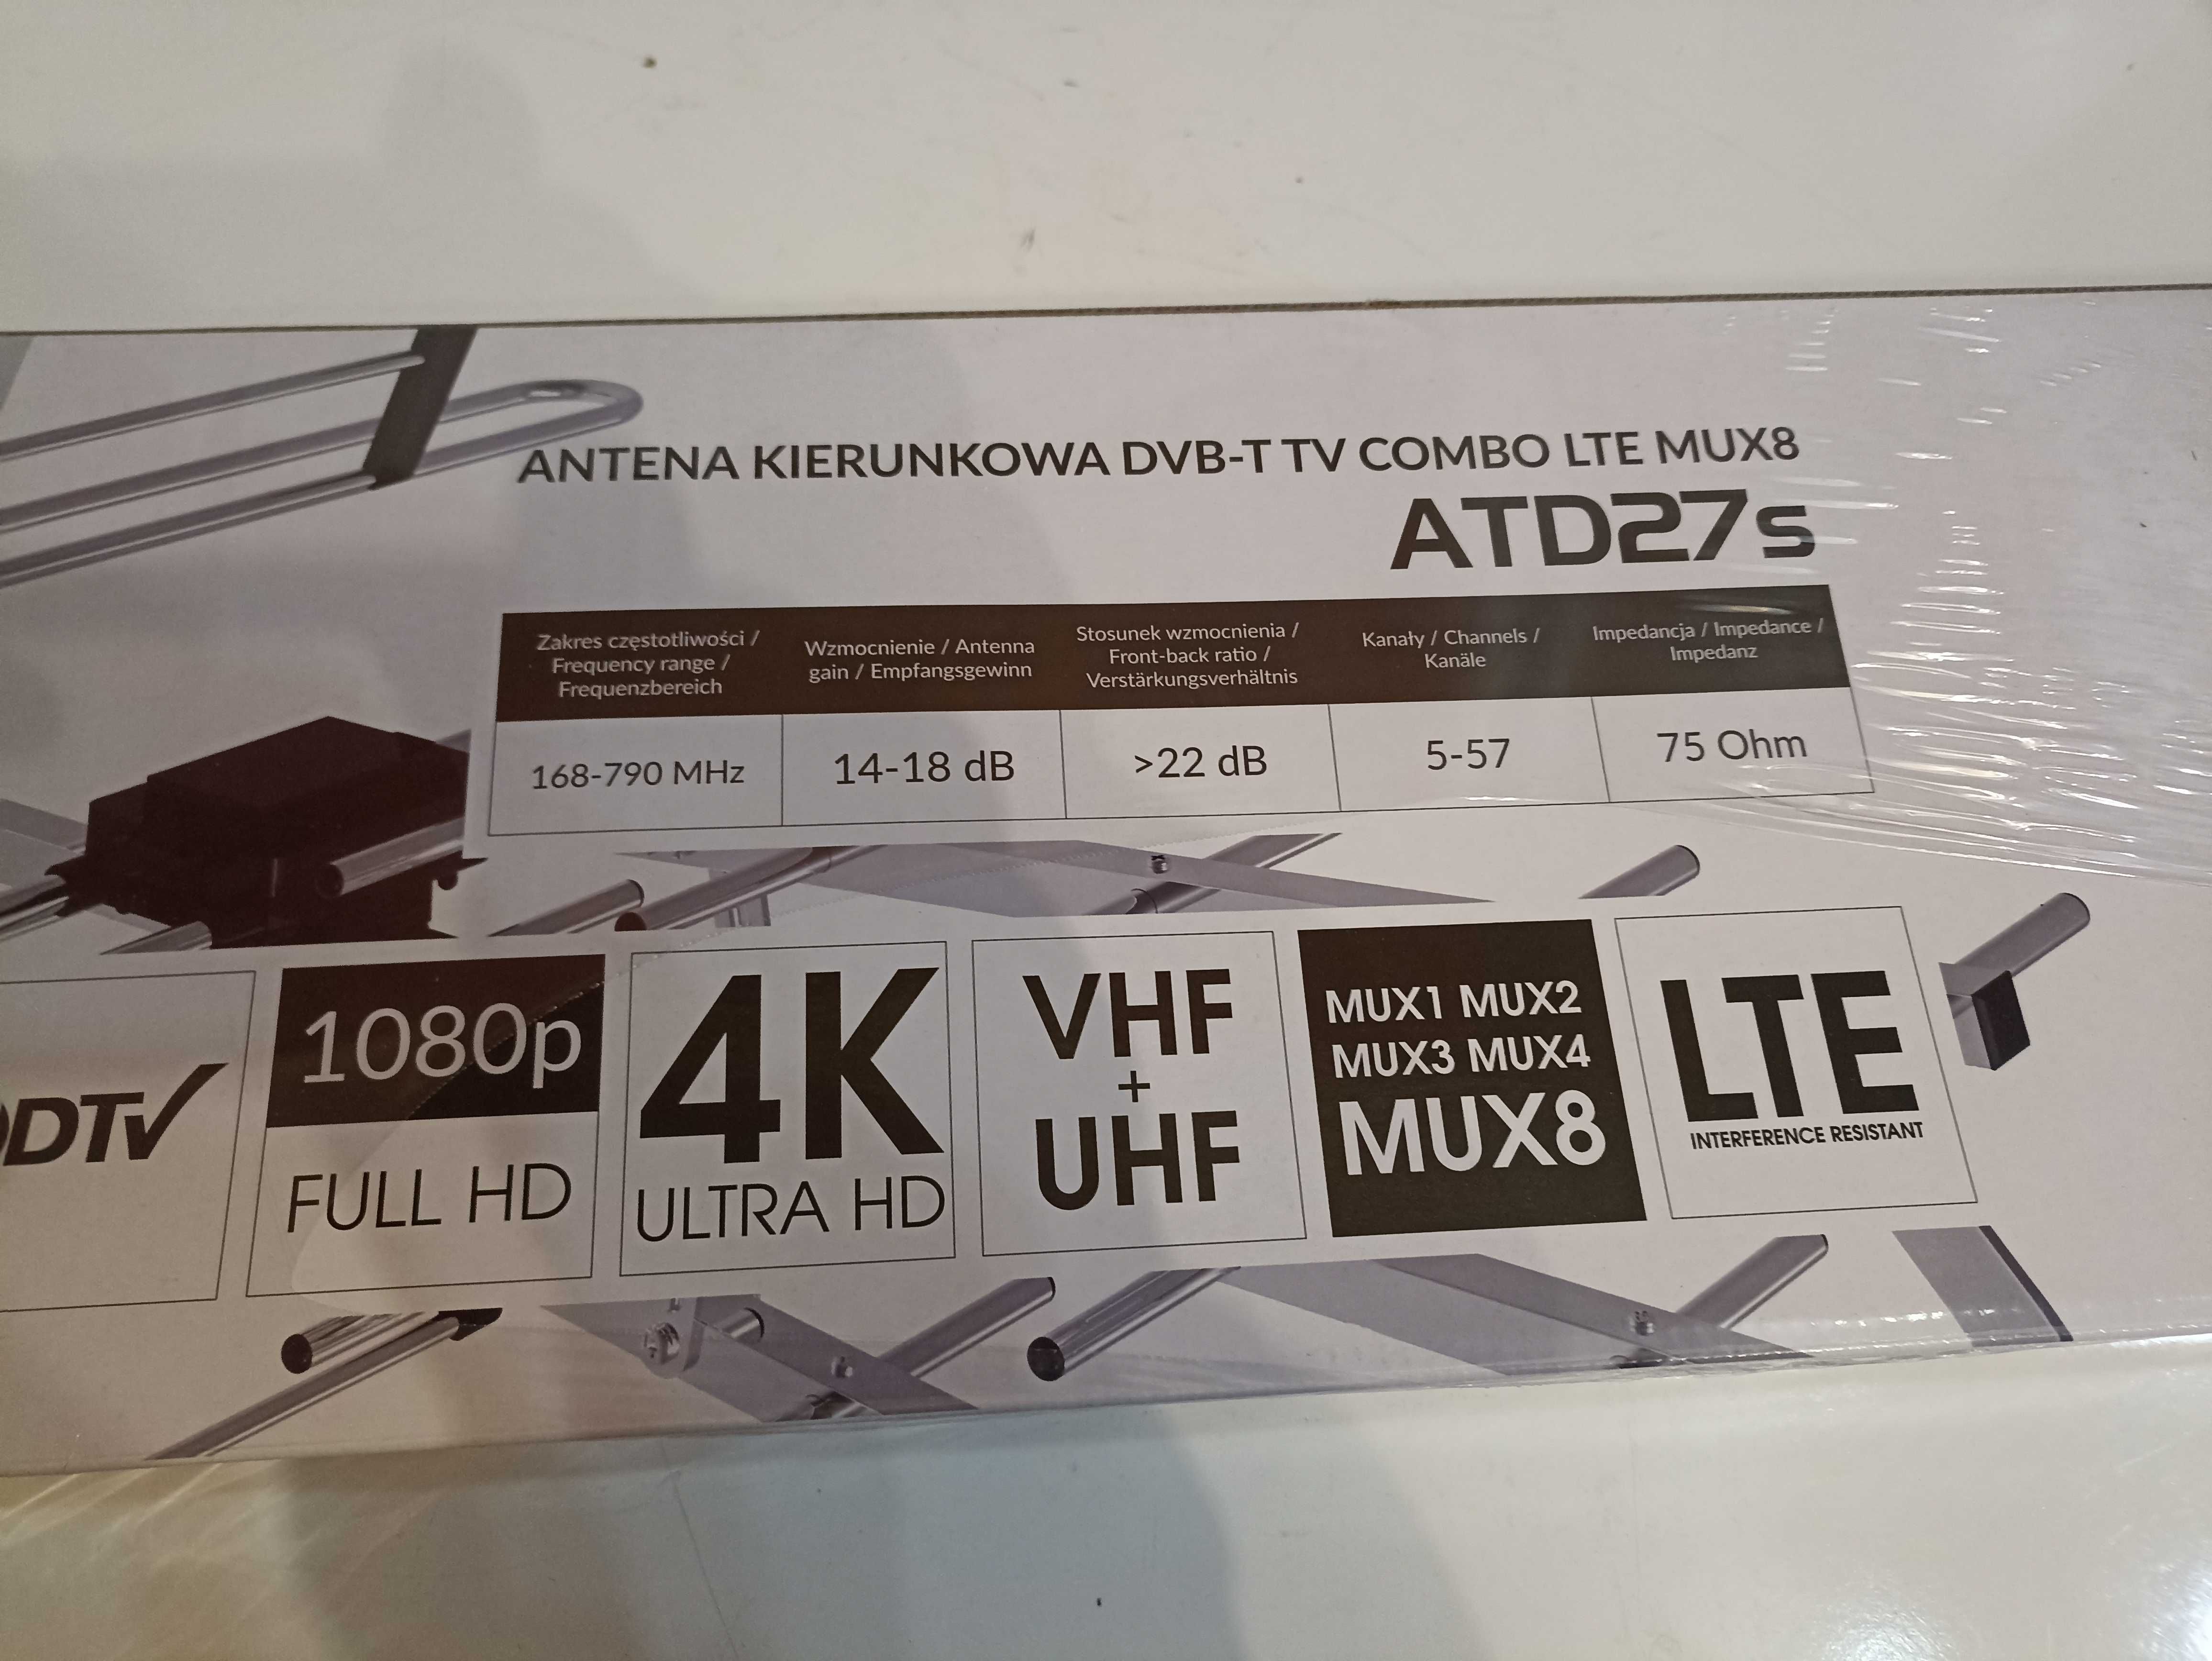 ANTENA KIERUNKOWA DVB-T TV COMBO LTE MUX8
ATD27s
Zakres częstotliwości /
Frequency range /
Frequenzbereich
Wzmocnienie / Antenna
gain / Empfangsgewinn
Stosunek wzmocnienia /
Front-back ratio /
Verstärkungsverhältnis
Kanały / Channels /
Kanäle
Impedancja / Impedance /
Impedanz
168-790 MHz
14-18 dB
>22 dB
5-57
75 Ohm
DTV
1080p
FULL HD
4K
ULTRA HD
VHF
+
UHF
MUX1 MUX2
MUX3 MUX4
MUX8
LTE
INTERFERENCE RESISTANT